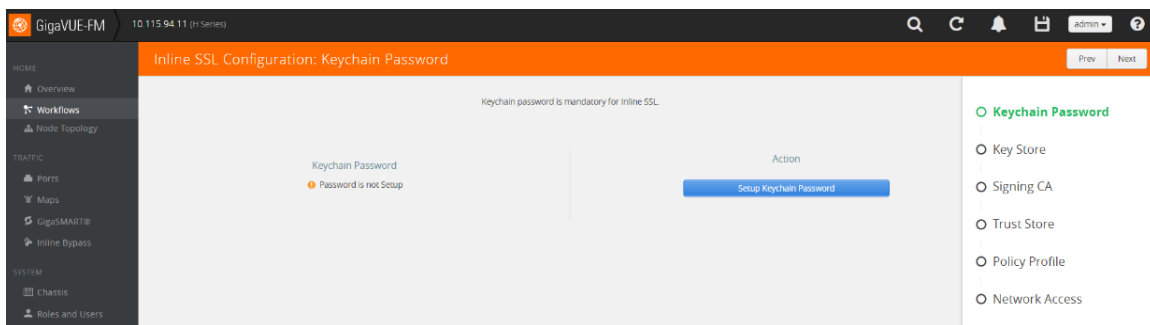 GigaVUE-FM
10.115.94.11 (H Series)
admin
Inline SSL Configuration: Keychain Password
Prev
Next
HOME
Overview
Workflows
Node Topology
TRAFFIC
Ports
Maps
GigaSMART®
Inline Bypass
SYSTEM
Chassis
Roles and Users
Keychain password is mandatory for Inline SSL.
Keychain Password
Password is not Setup
Action
Setup Keychain Password
Keychain Password
Key Store
Signing CA
Trust Store
Policy Profile
Network Access